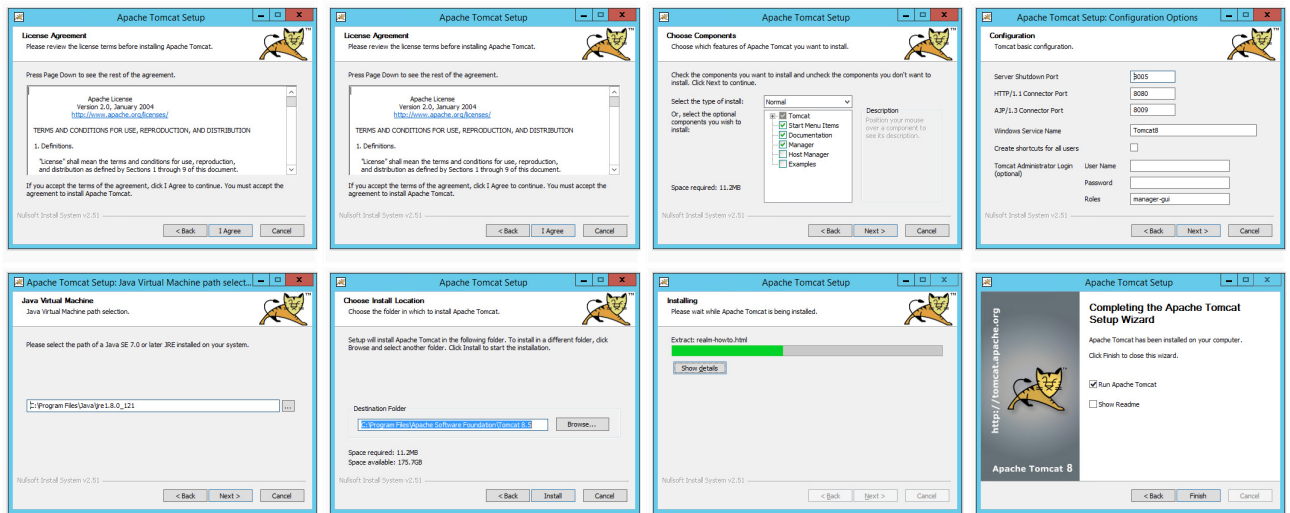 Apache Tomcat Setup
License Agreement
Please review the license terms before installing Apache Tomcat.
TM
Press Page Down to see the rest of the agreement.
Apache License
Version 2.0, January 2004
http://www.apache.org/licenses/
TERMS AND CONDITIONS FOR USE, REPRODUCTION, AND DISTRIBUTION
1. Definitions.
"License" shall mean the terms and conditions for use, reproduction,
and distribution as defined by Sections 1 through 9 of this document.
If you accept the terms of the agreement, click I Agree to continue. You must accept the
agreement to install Apache Tomcat.
Nullsoft Install System v2.51
< Back I Agree Cancel
Apache Tomcat Setup
License Agreement
Please review the license terms before installing Apache Tomcat.
TM
Press Page Down to see the rest of the agreement.
Apache License
Version 2.0, January 2004
http://www.apache.org/licenses/
TERMS AND CONDITIONS FOR USE, REPRODUCTION, AND DISTRIBUTION
1. Definitions.
"License" shall mean the terms and conditions for use, reproduction,
and distribution as defined by Sections 1 through 9 of this document.
If you accept the terms of the agreement, click I Agree to continue. You must accept the
agreement to install Apache Tomcat.
Nullsoft Install System v2.51
< Back I Agree Cancel
Apache Tomcat Setup
Choose Components
Choose which features of Apache Tomcat you want to install.
TM
Check the components you want to install and uncheck the components you don't want to
install. Click Next to continue.
Select the type of install: Normal
Or, select the optional
components you wish to
install:
Tomcat
Start Menu Items
Documentation
Manager
Host Manager
Examples
Description
Position your mouse
over a component to
see its description.
Space required: 11.2MB
Nullsoft Install System v2.51
< Back Next > Cancel
Apache Tomcat Setup: Configuration Options
Configuration
Tomcat basic configuration.
TM
Server Shutdown Port 8005
HTTP/1.1 Connector Port 8080
AJP/1.3 Connector Port 8009
Windows Service Name Tomcat8
Create shortcuts for all users
Tomcat Administrator Login User Name
(optional)
Password
Roles manager-gui
Nullsoft Install System v2.51
< Back Next > Cancel
Apache Tomcat Setup: Java Virtual Machine path select...
Java Virtual Machine
Java Virtual Machine path selection.
TM
Please select the path of a Java SE 7.0 or later JRE installed on your system.
C:\Program Files\Java\jre1.8.0_121 ...
Nullsoft Install System v2.51
< Back Next > Cancel
Apache Tomcat Setup
Choose Install Location
Choose the folder in which to install Apache Tomcat.
TM
Setup will install Apache Tomcat in the following folder. To install in a different folder, click
Browse and select another folder. Click Install to start the installation.
Destination Folder
C:\Program Files\Apache Software Foundation\Tomcat 8.5 Browse...
Space required: 11.2MB
Space available: 175.7GB
Nullsoft Install System v2.51
< Back Install Cancel
Apache Tomcat Setup
Installing
Please wait while Apache Tomcat is being installed.
TM
Extract: realm-howto.html
Show details
Nullsoft Install System v2.51
< Back Next > Cancel
Apache Tomcat Setup
http://tomcat.apache.org
Apache Tomcat 8
Completing the Apache Tomcat
Setup Wizard
Apache Tomcat has been installed on your computer.
Click Finish to close this wizard.
Run Apache Tomcat
Show Readme
< Back Finish Cancel